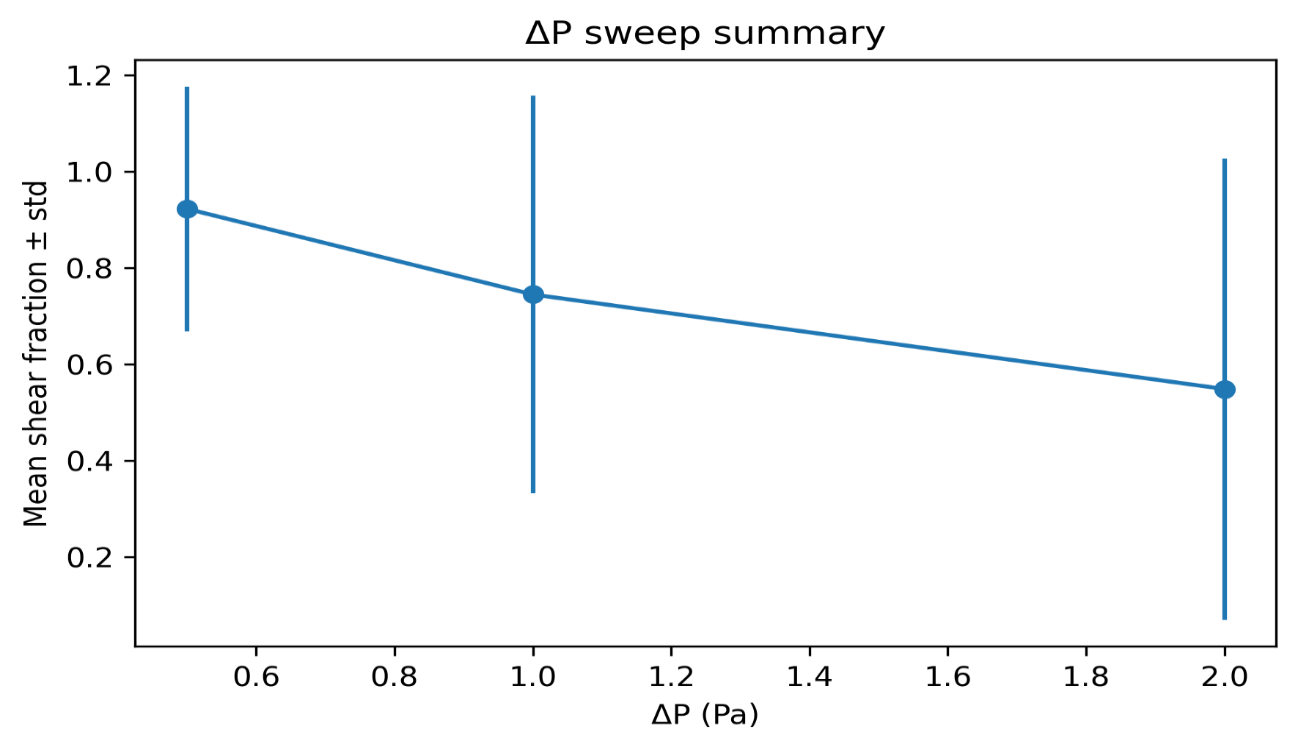 ΔP sweep summary
Mean shear fraction ± std
1.2
1.0
0.8
0.6
0.4
0.2
0.6 0.8 1.0 1.2 1.4 1.6 1.8 2.0
ΔP (Pa)